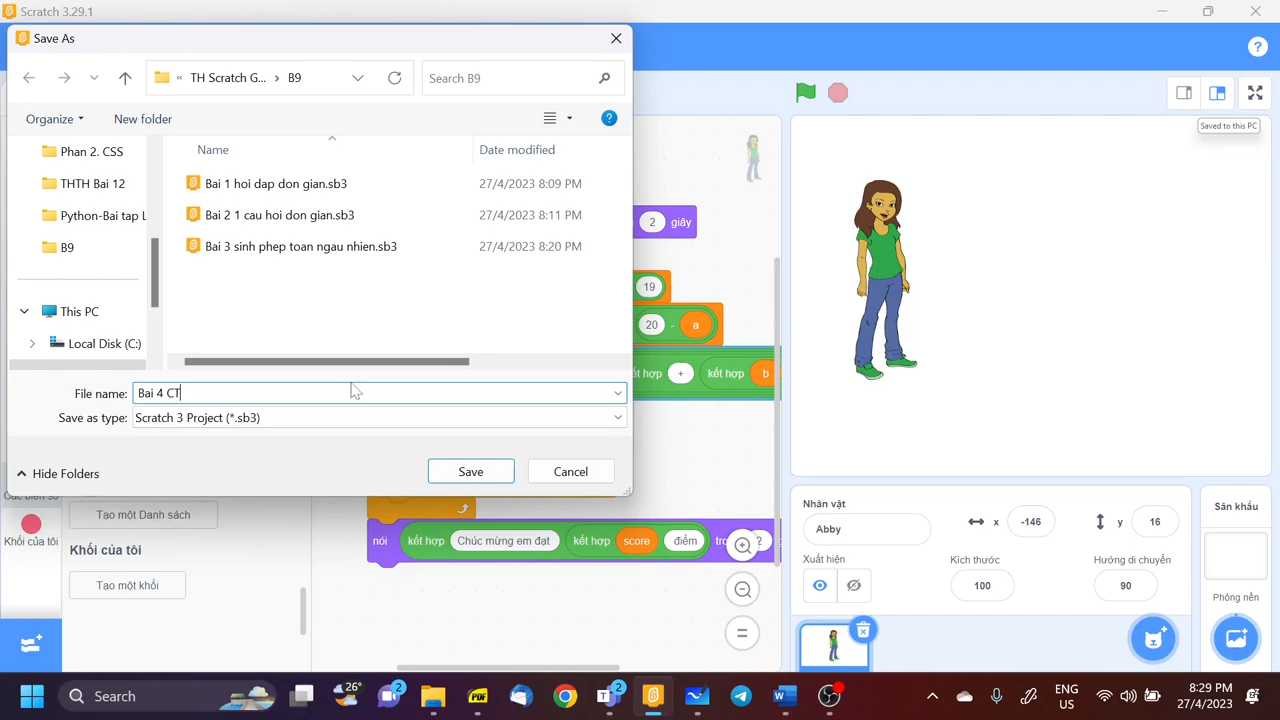 Scratch 3.29.1
Save As
« TH Scratch G... › B9
Search B9
Organize
New folder
Phan 2. CSS
THTH Bai 12
Python-Bai tap L
B9
This PC
Local Disk (C:)
Name
Date modified
Bai 1 hoi dap don gian.sb3
27/4/2023 8:09 PM
Bai 2 1 cau hoi don gian.sb3
27/4/2023 8:11 PM
Bai 3 sinh phep toan ngau nhien.sb3
27/4/2023 8:20 PM
File name: Bai 4 CT
Save as type: Scratch 3 Project (*.sb3)
Hide Folders
Save
Cancel
Saved to this PC
2 giây
19
20 - a
kết hợp + kết hợp b
Tạo một Danh sách
Khối của tôi
Khối của tôi
Tạo một khối
nói kết hợp Chúc mừng em đạt kết hợp score điểm
2
Nhân vật
Abby
x -146
y 16
Xuất hiện
Kích thước
100
Hướng di chuyển
90
Sân khấu
Phông nền
Search
26°
2
2
ENG
US
8:29 PM
27/4/2023